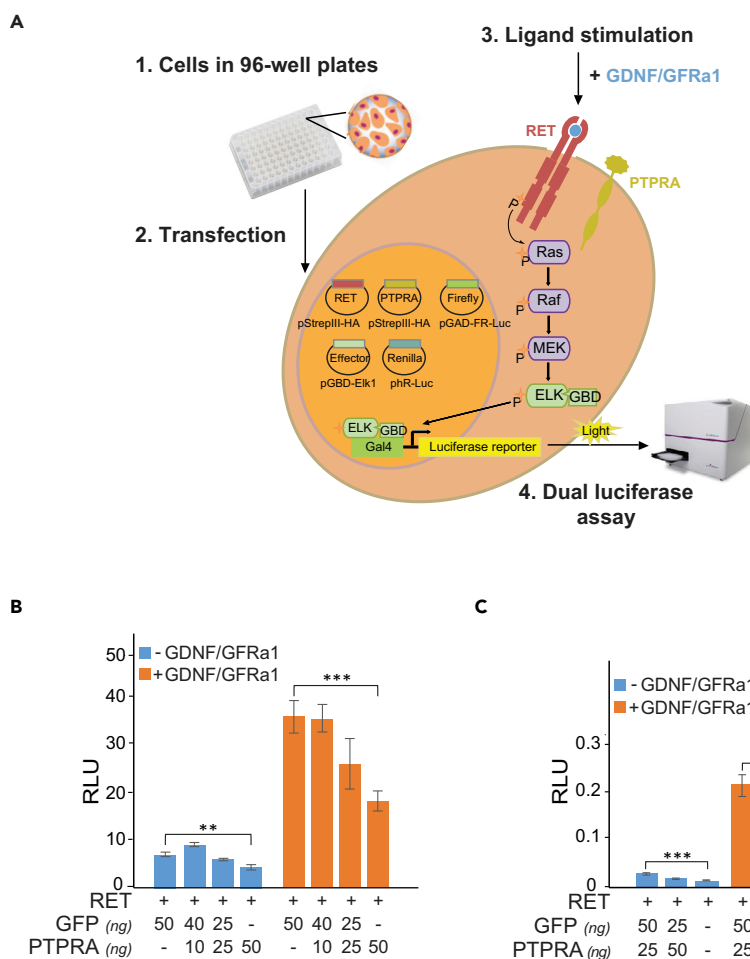 A
3. Ligand stimulation
1. Cells in 96-well plates
+ GDNF/GFRa1
RET
PTPRA
P
2. Transfection
Ras
P
RET
PTPRA
Firefly
Raf
pStrepIII-HA
pStrepIII-HA
pGAD-FR-Luc
P
MEK
Effector
Renilla
P
pGBD-Elk1
phR-Luc
ELK
GBD
P
ELK
GBD
Light
Gal4
Luciferase reporter
4. Dual luciferase
assay
B
50
- GDNF/GFRa1
+ GDNF/GFRa1
40
***
30
RLU
20
10
**
0
RET + + + + + + + +
GFP (ng) 50 40 25 - 50 40 25 -
PTPRA (ng) - 10 25 50 - 10 25 50
C
- GDNF/GFRa1
+GDNF/GFRa1
0.3
0.2
RLU
0.1
***
0
RET + + + +
GFP (ng) 50 25 - 50
PTPRA (ng) 25 50 - 25